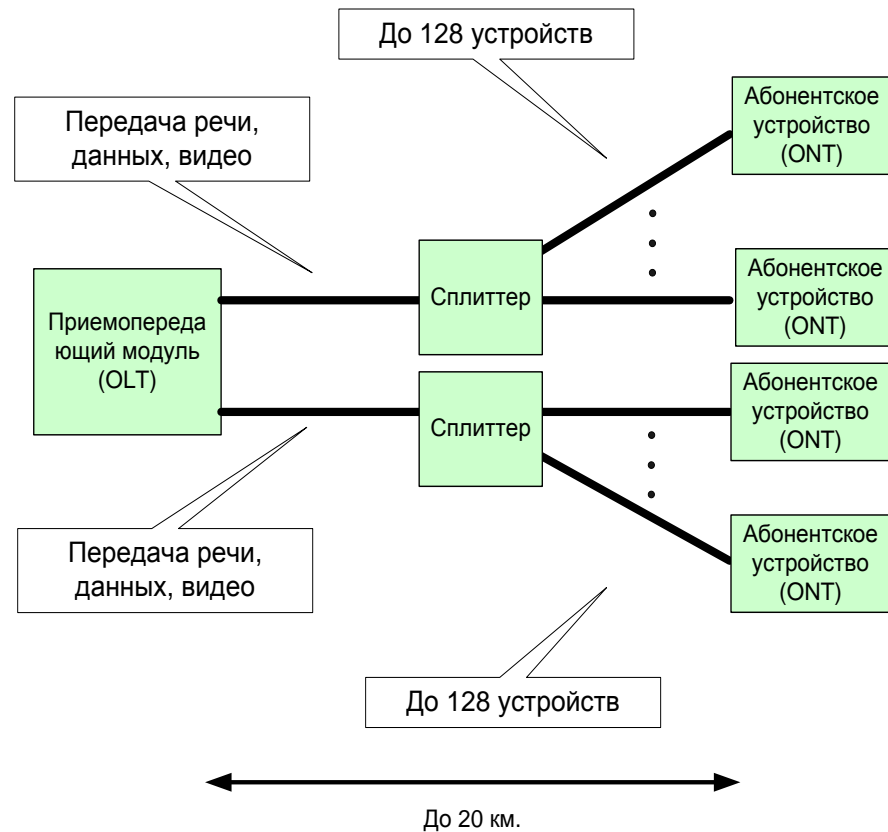 До 128 устройств
Передача речи,
данных, видео
Абонентское
устройство
(ONT)
Приемопереда
ющий модуль
(OLT)
Сплиттер
Абонентское
устройство
(ONT)
Сплиттер
Абонентское
устройство
(ONT)
Передача речи,
данных, видео
Абонентское
устройство
(ONT)
До 128 устройств
До 20 км.